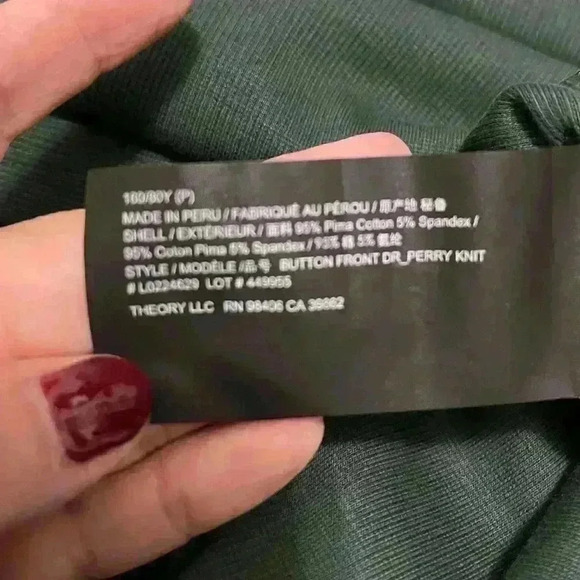 160/80Y (P)
MADE IN PERU / FABRIQUÉ AU PÉROU / 原产地 秘鲁
SHELL / EXTÉRIEUR / 面料 95% Pima Cotton 5% Spandex /
95% Coton Pima 5% Spandex / 95% 棉 5% 氨纶
STYLE / MODÈLE /品号 BUTTON FRONT DR_PERRY KNIT
# L0224629 LOT # 449955
THEORY LLC RN 98406 CA 39882